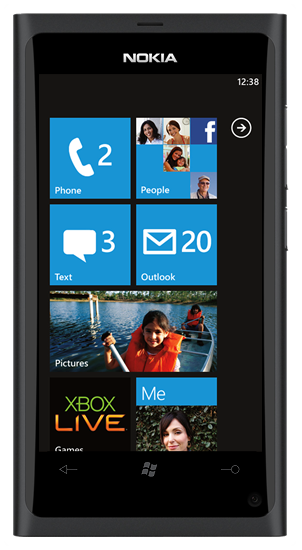 NOKIA
12:38
2
Phone
f
People
3
Text
20
Outlook
Pictures
XBOX
LIVE
Games
Me